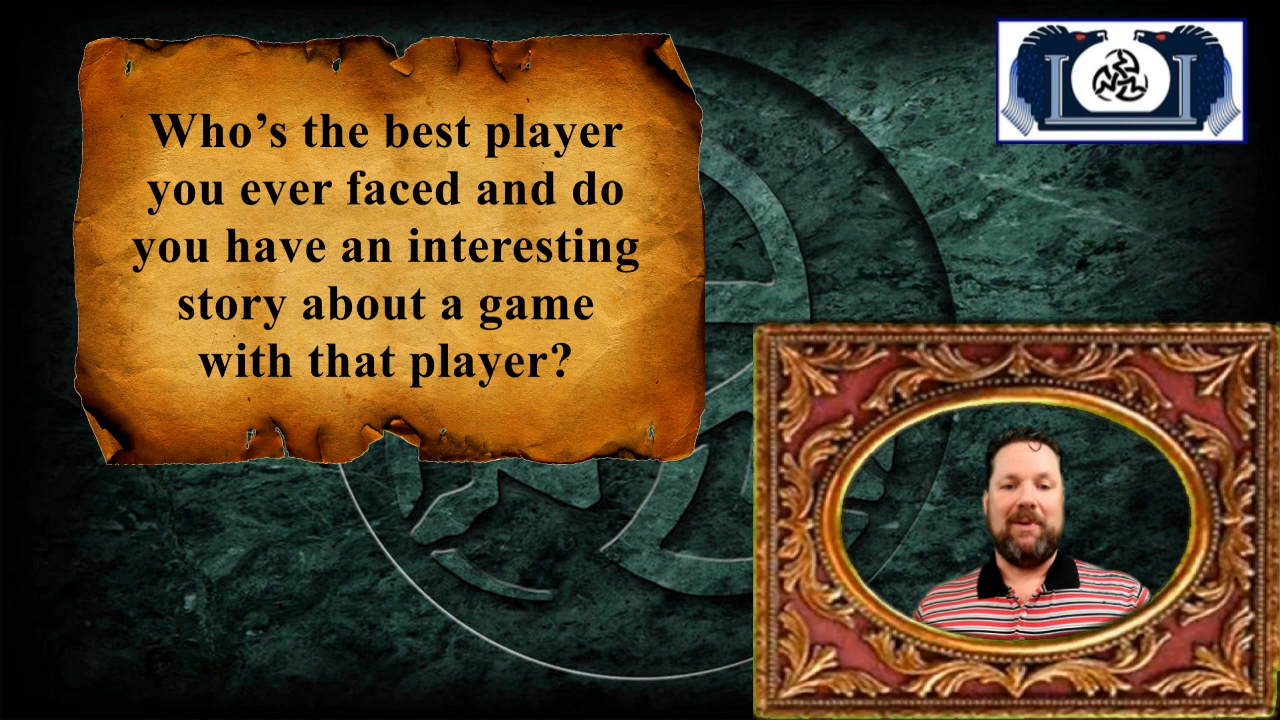 Who’s the best player
you ever faced and do
you have an interesting
story about a game
with that player?